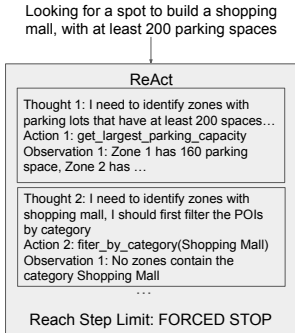 Looking for a spot to build a shopping
mall, with at least 200 parking spaces
ReAct
Thought 1: I need to identify zones with
parking lots that have at least 200 spaces…
Action 1: get_largest_parking_capacity
Observation 1: Zone 1 has 160 parking
space, Zone 2 has …
Thought 2: I need to identify zones with
shopping mall, I should first filter the POIs
by category
Action 2: fiter_by_category(Shopping Mall)
Observation 1: No zones contain the
category Shopping Mall
…
Reach Step Limit: FORCED STOP